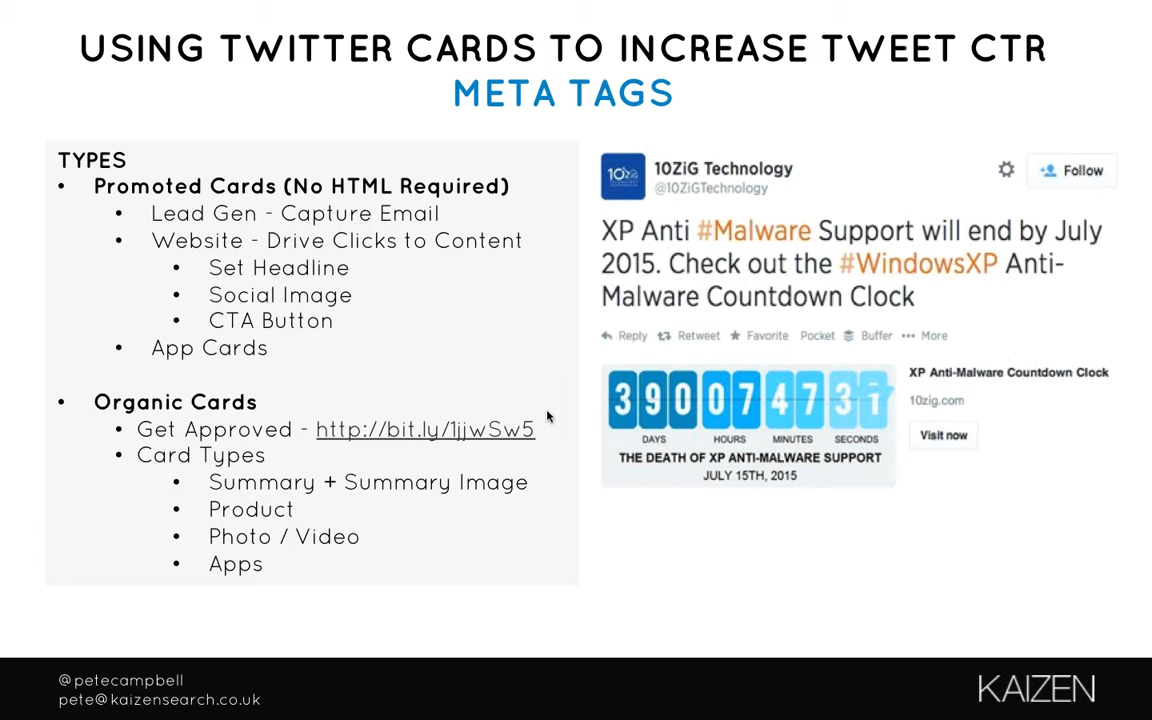 USING TWITTER CARDS TO INCREASE TWEET CTR
META TAGS
TYPES
• Promoted Cards (No HTML Required)
• Lead Gen - Capture Email
• Website - Drive Clicks to Content
• Set Headline
• Social Image
• CTA Button
• App Cards
• Organic Cards
• Get Approved - http://bit.ly/1jjwSw5
• Card Types
• Summary + Summary Image
• Product
• Photo / Video
• Apps
10ZiG
10ZiG Technology
@10ZiGTechnology
Follow
XP Anti #Malware Support will end by July
2015. Check out the #WindowsXP Anti-
Malware Countdown Clock
Reply Retweet Favorite Pocket Buffer More
390 07 47 31
DAYS HOURS MINUTES SECONDS
THE DEATH OF XP ANTI-MALWARE SUPPORT
JULY 15TH, 2015
XP Anti-Malware Countdown Clock
10zig.com
Visit now
@petecampbell
pete@kaizensearch.co.uk
KAIZEN